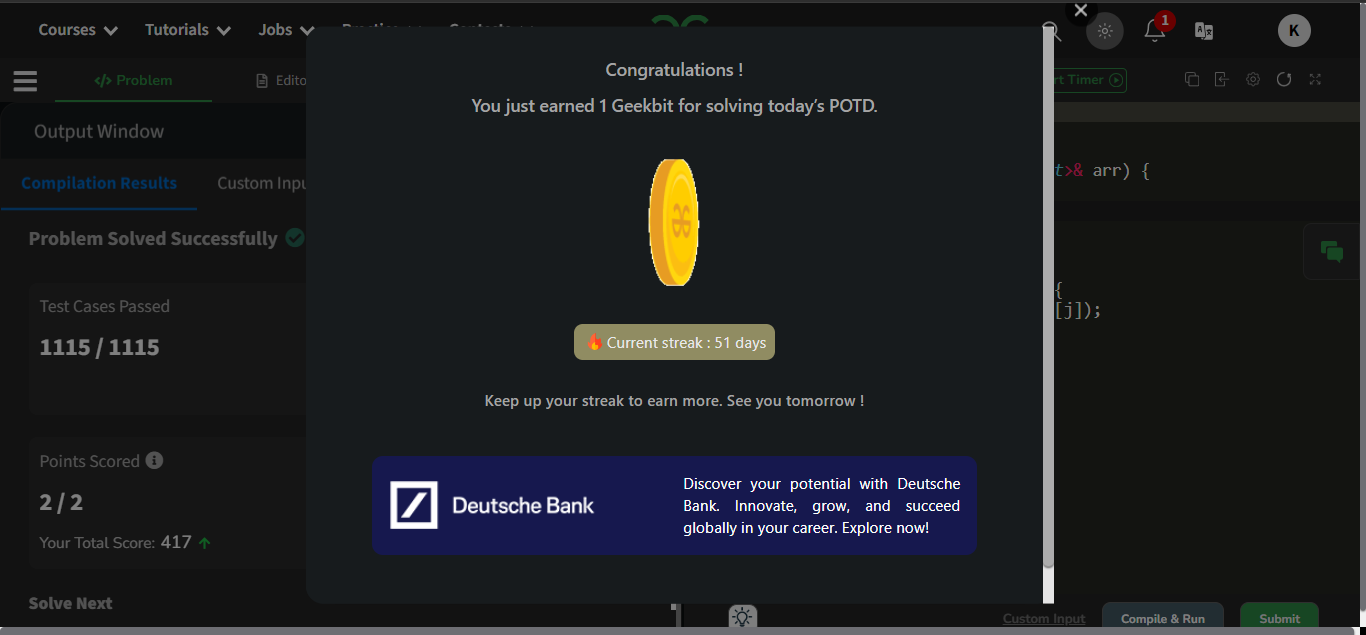 Courses
Tutorials
Jobs
1
K
Problem
Edito
rt Timer
Output Window
Compilation Results
Custom Inpu
Problem Solved Successfully
Test Cases Passed
1115 / 1115
Points Scored
2 / 2
Your Total Score: 417
Solve Next
Congratulations !
You just earned 1 Geekbit for solving today’s POTD.
Current streak : 51 days
Keep up your streak to earn more. See you tomorrow !
Deutsche Bank
Discover your potential with Deutsche
Bank. Innovate, grow, and succeed
globally in your career. Explore now!
t>& arr) {
{
[j]);
Custom Input
Compile & Run
Submit